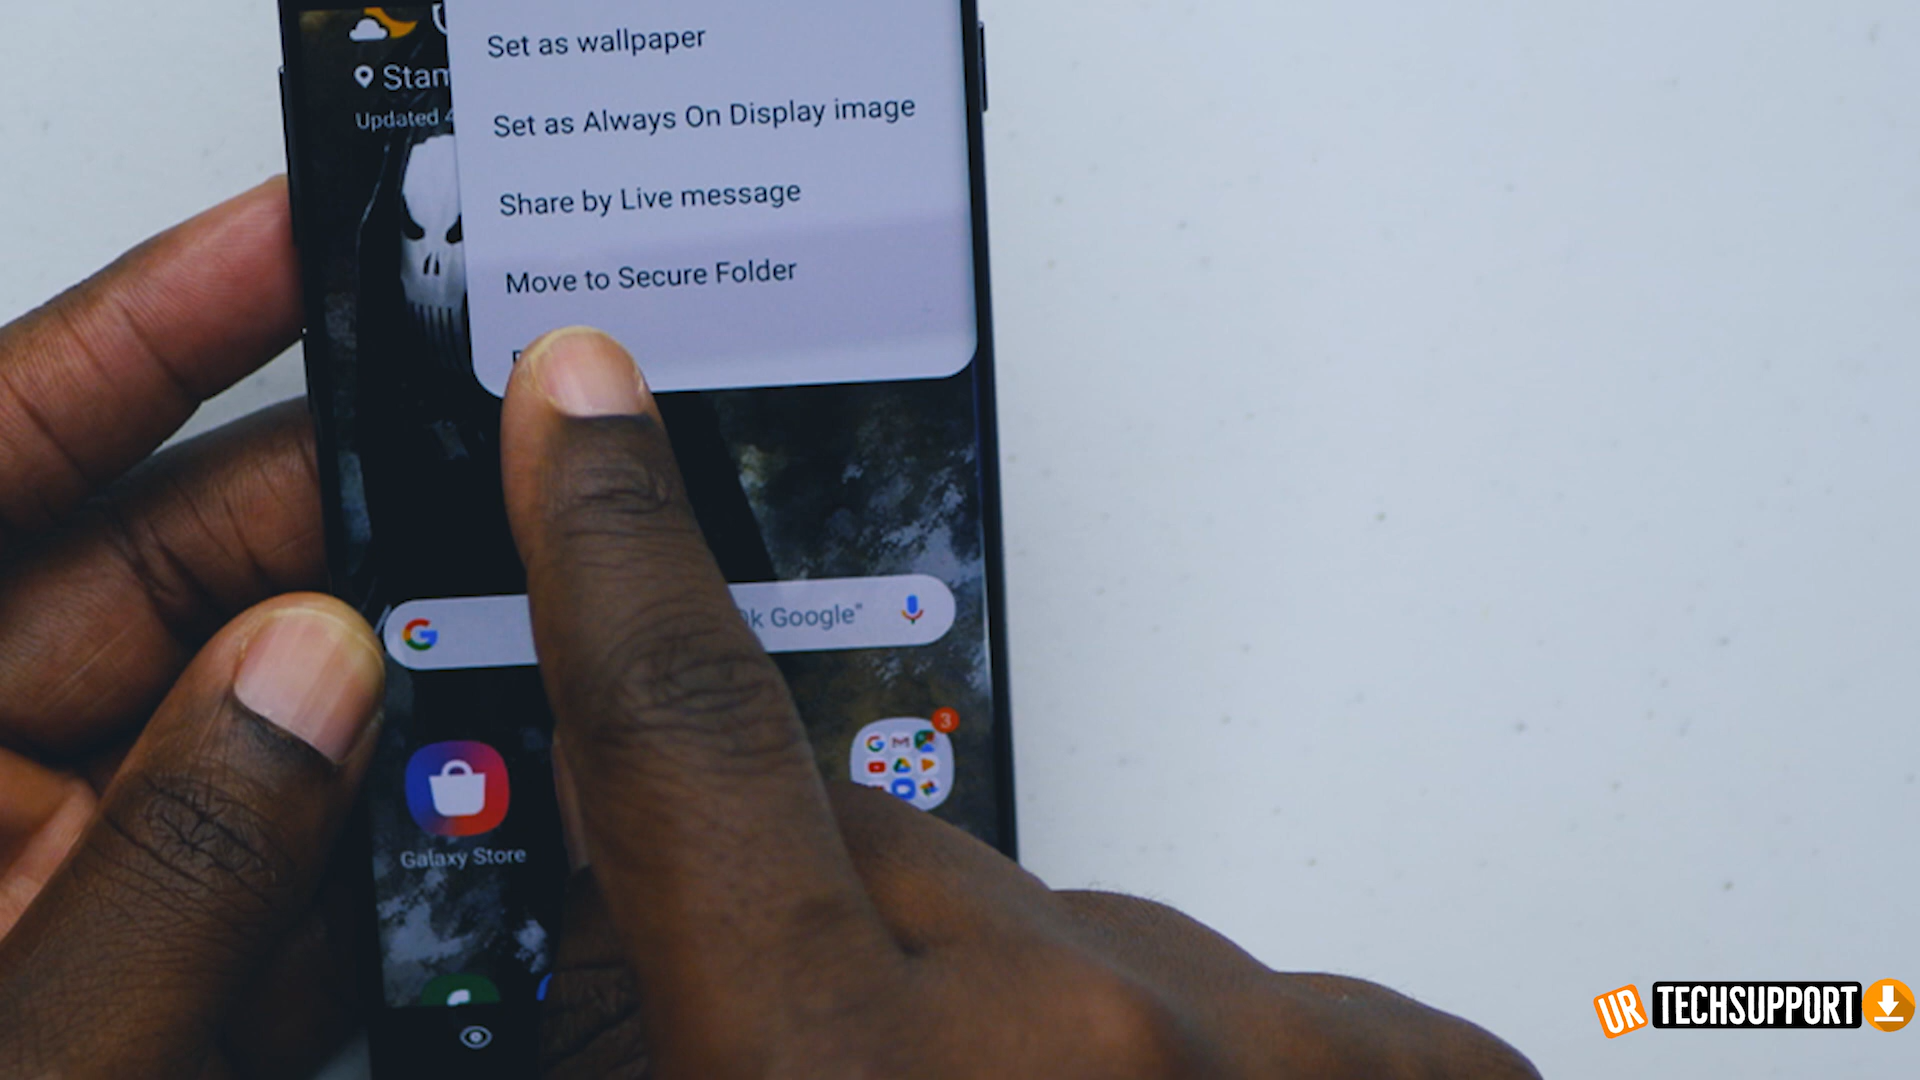 Set as wallpaper
Set as Always On Display image
Share by Live message
Move to Secure Folder
Updated
Google"
3
Galaxy Store
UR TECHSUPPORT